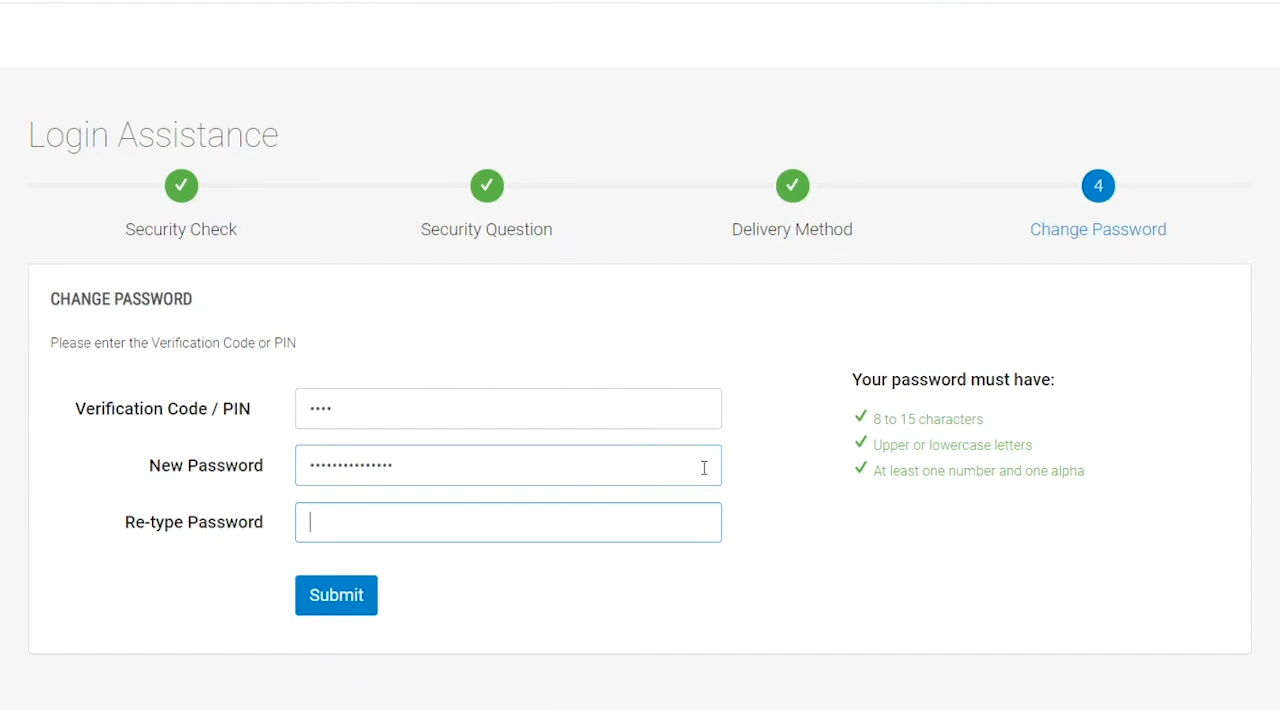 Login Assistance
4
Security Check
Security Question
Delivery Method
Change Password
CHANGE PASSWORD
Please enter the Verification Code or PIN
Your password must have:
Verification Code / PIN ••••
8 to 15 characters
Upper or lowercase letters
New Password •••••••••••••••
At least one number and one alpha
Re-type Password
Submit